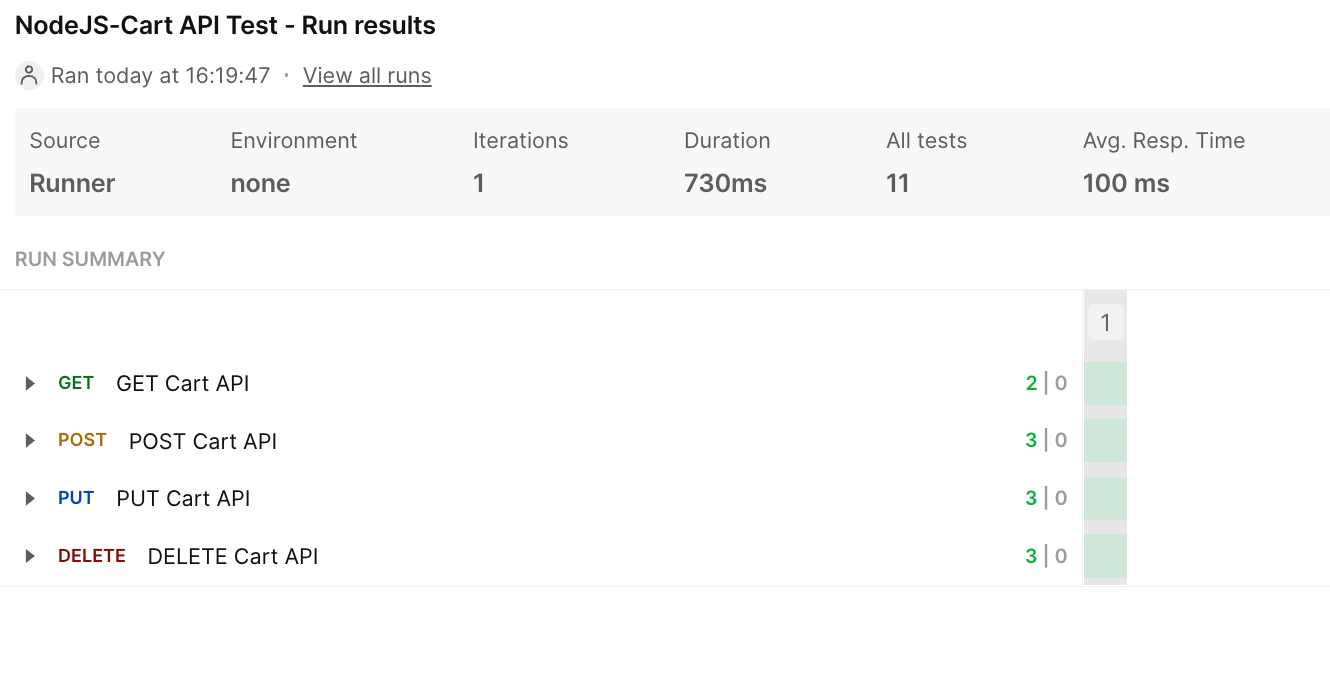 NodeJS-Cart API Test - Run results
Ran today at 16:19:47 · View all runs
Source Environment Iterations Duration All tests Avg. Resp. Time
Runner none 1 730ms 11 100 ms
RUN SUMMARY
1
GET GET Cart API 2 | 0
POST POST Cart API 3 | 0
PUT PUT Cart API 3 | 0
DELETE DELETE Cart API 3 | 0